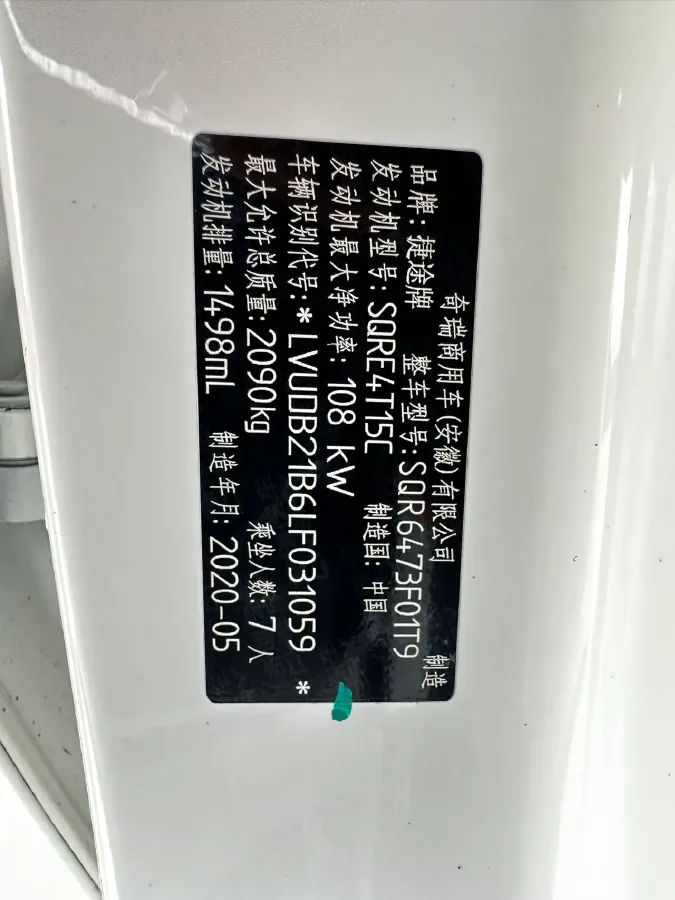 奇瑞商用车(安徽)有限公司 制造
品牌: 捷途牌 整车型号:SQR6473F01T9
发动机型号: SQRE4T15C 制造国: 中国
发动机最大净功率: 108 kW
车辆识别代号:*LVUDB21B6LF031059 *
最大允许总质量: 2090kg 乘坐人数: 7 人
发动机排量: 1498mL 制造年月: 2020-05